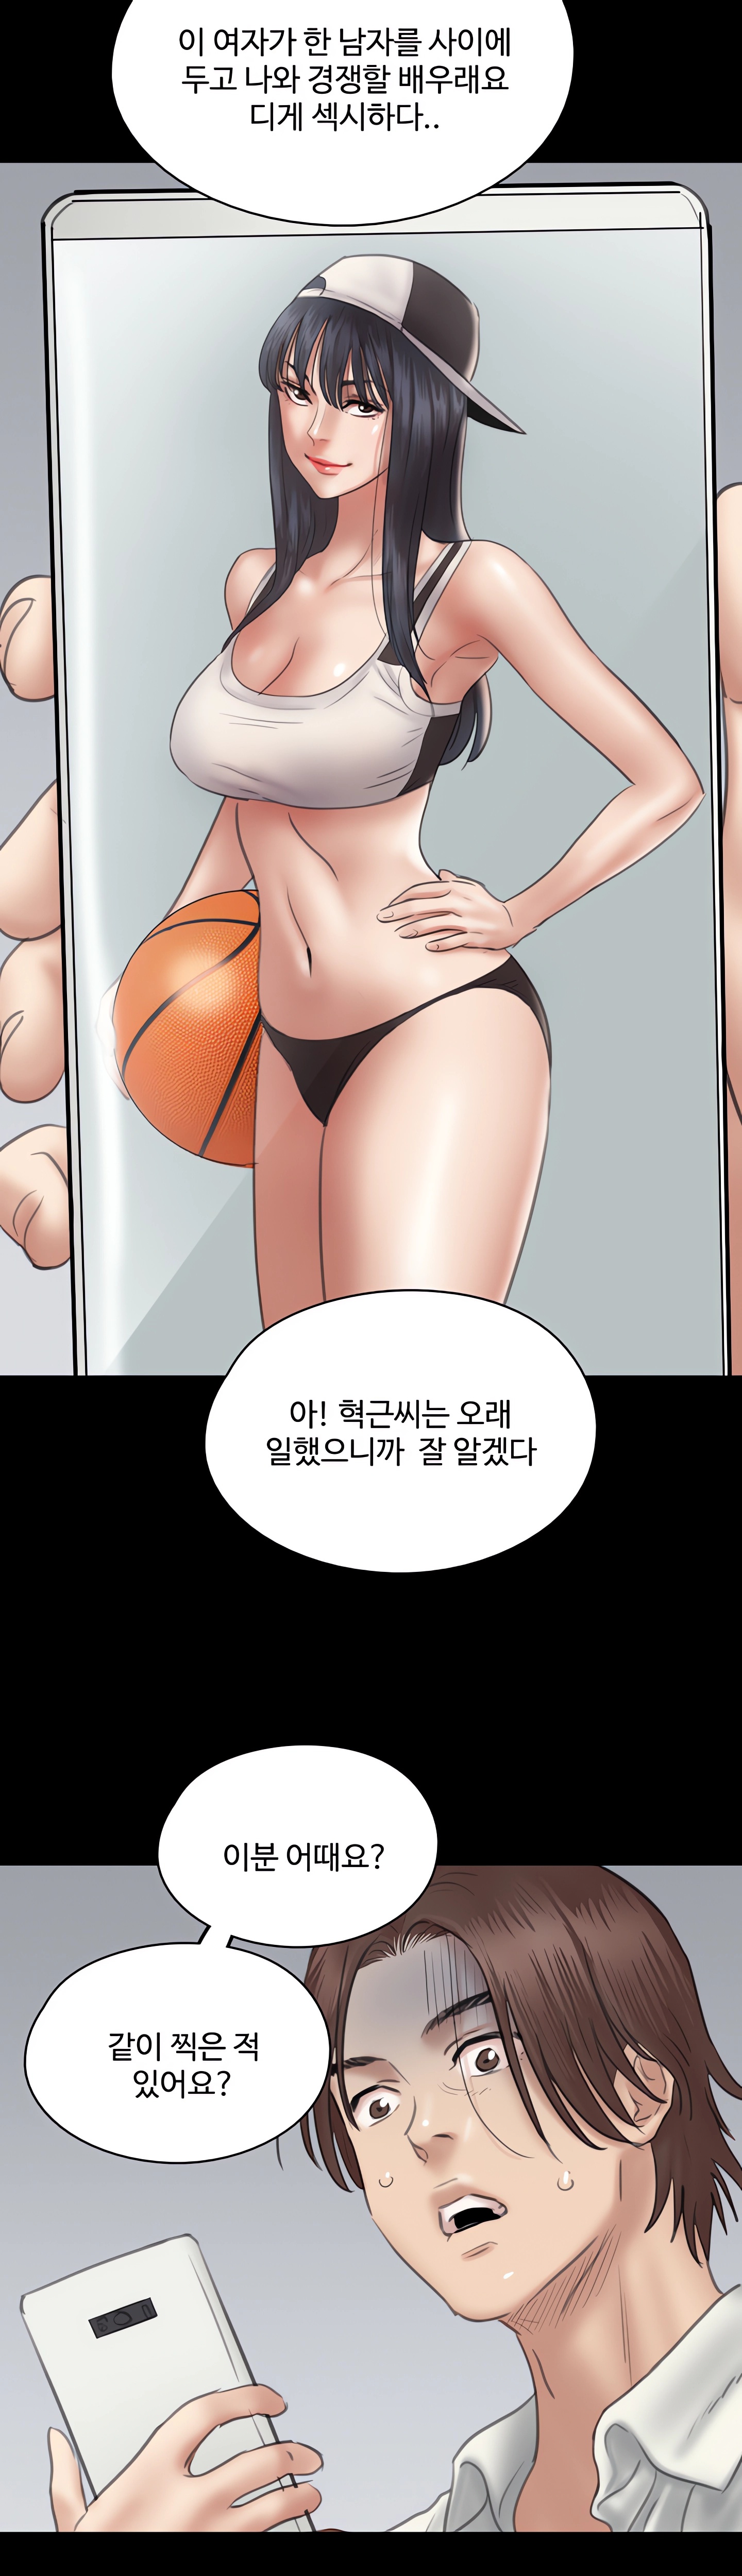 이 여자가 한 남자를 사이에
두고 나와 경쟁할 배우래요
디게 섹시하다..
아! 혁근씨는 오래
일했으니까 잘 알겠다
이분 어때요?
같이 찍은 적
있어요?